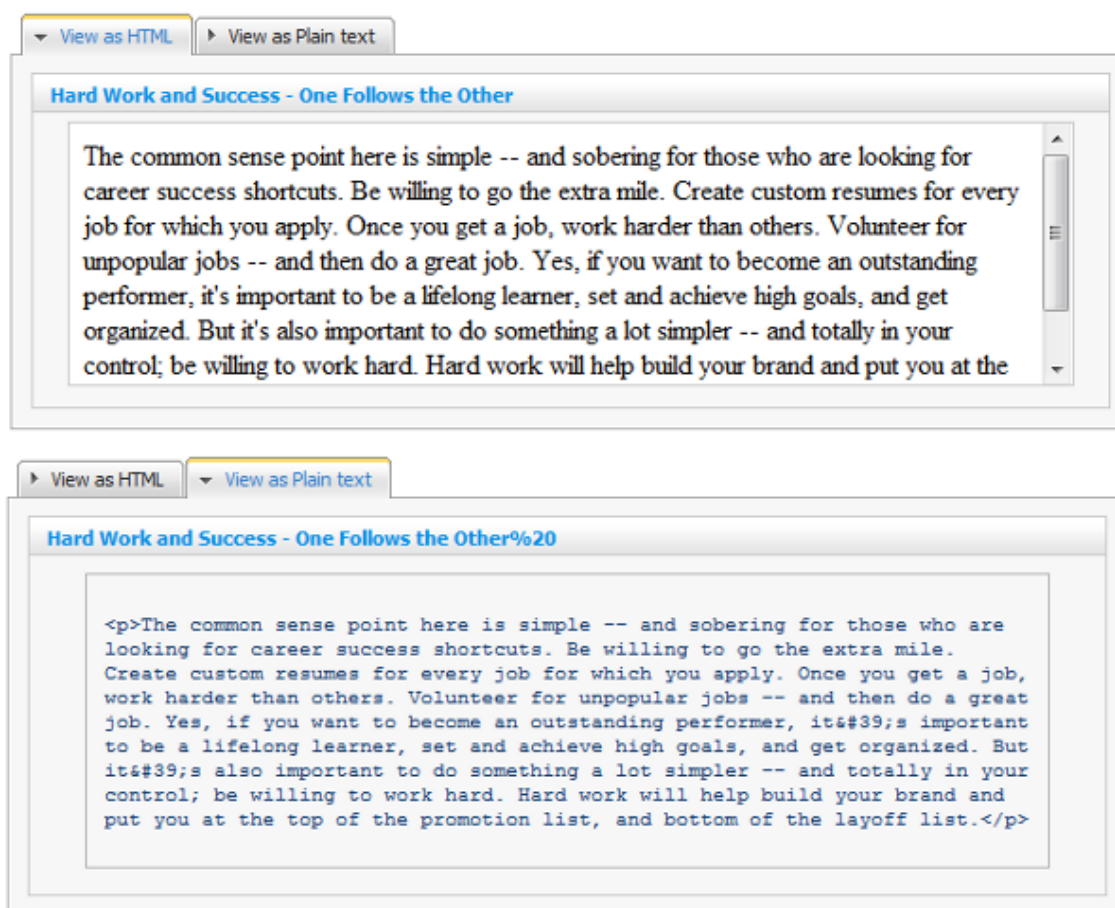 View as HTML View as Plain text
Hard Work and Success - One Follows the Other
The common sense point here is simple -- and sobering for those who are looking for
career success shortcuts. Be willing to go the extra mile. Create custom resumes for every
job for which you apply. Once you get a job, work harder than others. Volunteer for
unpopular jobs -- and then do a great job. Yes, if you want to become an outstanding
performer, it's important to be a lifelong learner, set and achieve high goals, and get
organized. But it's also important to do something a lot simpler -- and totally in your
control; be willing to work hard. Hard work will help build your brand and put you at the
View as HTML View as Plain text
Hard Work and Success - One Follows the Other%20
<p>The common sense point here is simple -- and sobering for those who are
looking for career success shortcuts. Be willing to go the extra mile.
Create custom resumes for every job for which you apply. Once you get a job,
work harder than others. Volunteer for unpopular jobs -- and then do a great
job. Yes, if you want to become an outstanding performer, it&#39;s important
to be a lifelong learner, set and achieve high goals, and get organized. But
it&#39;s also important to do something a lot simpler -- and totally in your
control; be willing to work hard. Hard work will help build your brand and
put you at the top of the promotion list, and bottom of the layoff list.</p>